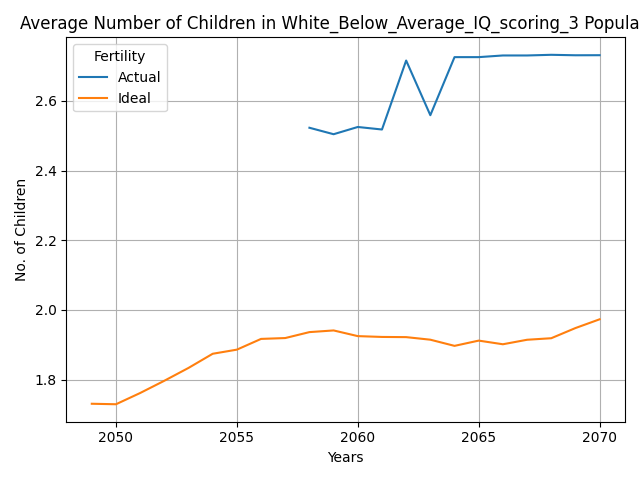 Average Number of Children in White_Below_Average_IQ_scoring_3 Popula
Fertility
Actual
Ideal
2.6
2.4
2.2
2.0
1.8
No. of Children
2050 2055 2060 2065 2070
Years